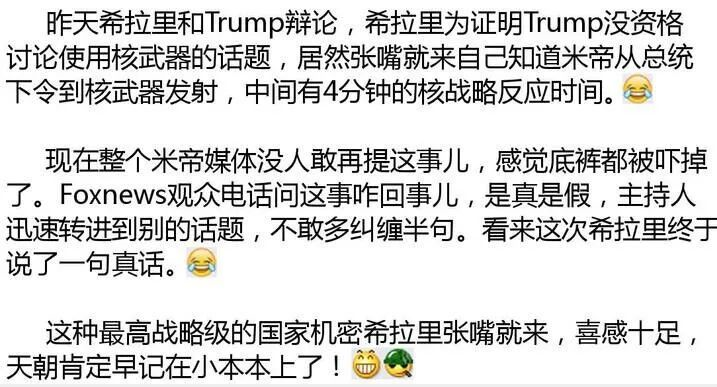 昨天希拉里和Trump辩论，希拉里为证明Trump没资格
讨论使用核武器的话题，居然张嘴就来自己知道米帝从总统
下令到核武器发射，中间有4分钟的核战略反应时间。😂
现在整个米帝媒体没人敢再提这事儿，感觉底裤都被吓掉
了。Foxnews观众电话问这事咋回事儿，是真是假，主持人
迅速转进到别的话题，不敢多纠缠半句。看来这次希拉里终于
说了一句真话。😂
这种最高战略级的国家机密希拉里张嘴就来，喜感十足，
天朝肯定早记在小本本上了！